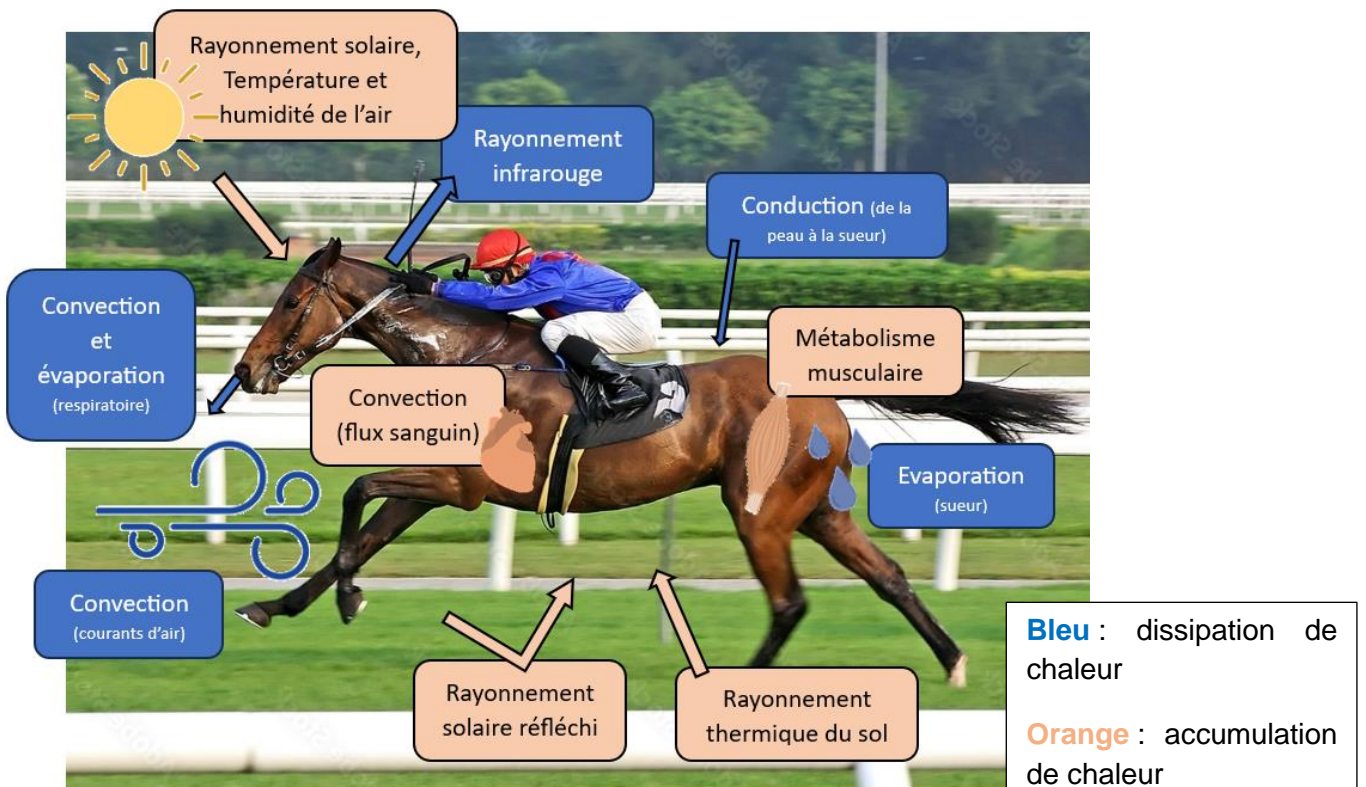 Rayonnement solaire,
Température et
humidité de l'air
Rayonnement
infrarouge
Conduction (de la
peau à la sueur)
Convection
et
évaporation
(respiratoire)
Métabolisme
musculaire
Convection
(flux sanguin)
Evaporation
(sueur)
Convection
(courants d'air)
Rayonnement
solaire réfléchi
Rayonnement
thermique du sol
Bleu : dissipation de
chaleur
Orange : accumulation
de chaleur